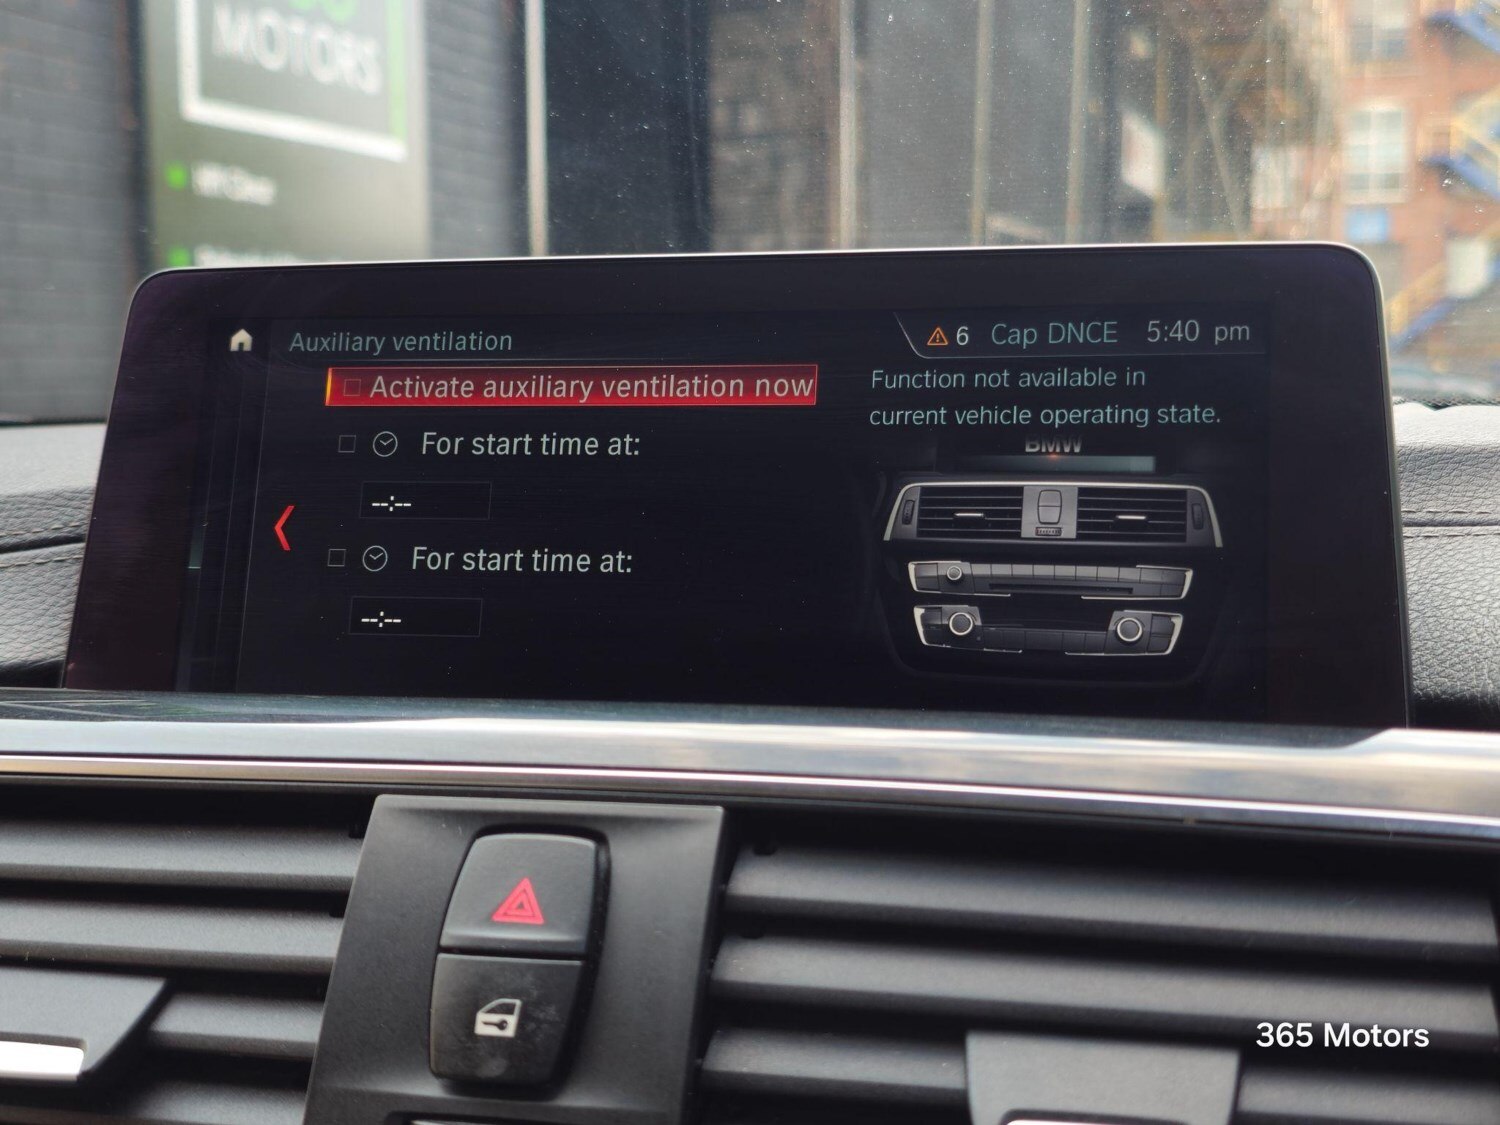 MOTORS
Auxiliary ventilation
6 Cap DNCE 5:40 pm
Activate auxiliary ventilation now
Function not available in
current vehicle operating state.
For start time at:
--:--
For start time at:
--:--
BMW
365 Motors